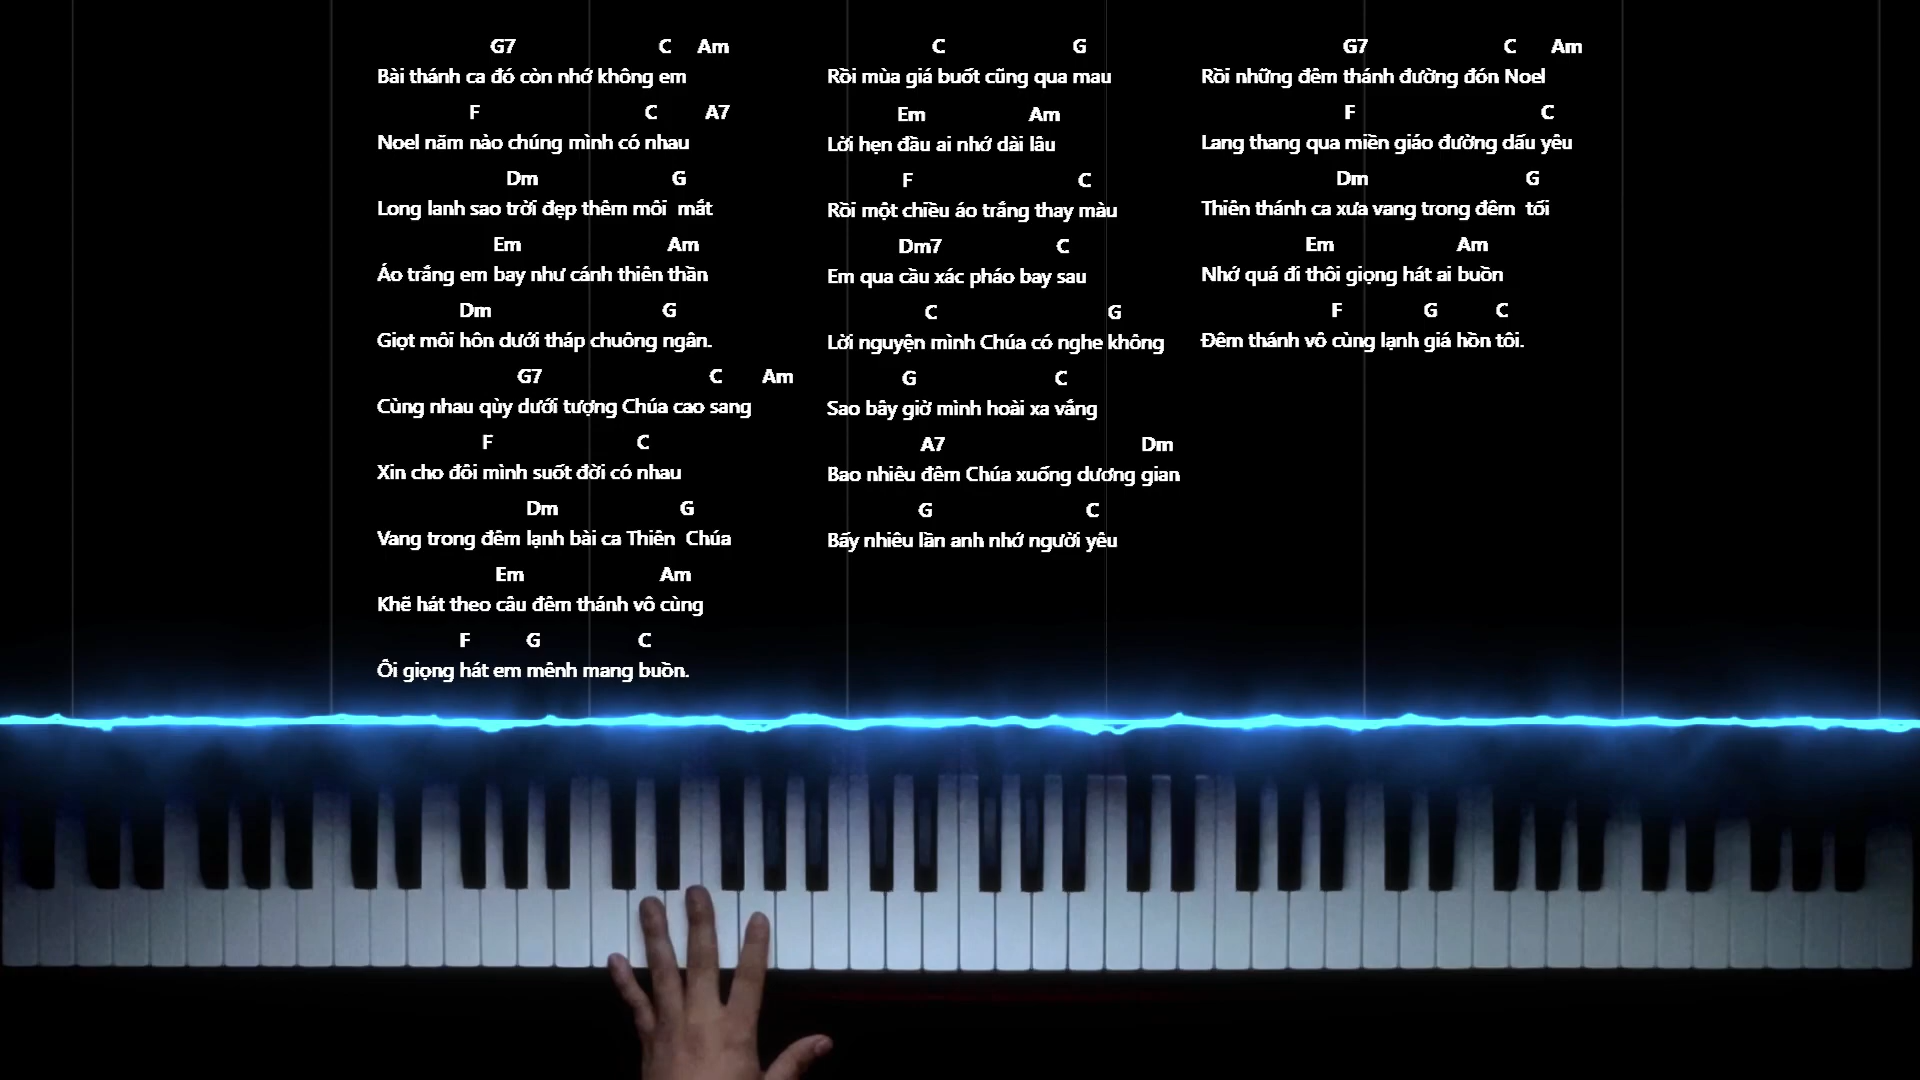 G7 C Am
Bài thánh ca đó còn nhớ không em
F C A7
Noel năm nào chúng mình có nhau
Dm G
Long lanh sao trời đẹp thêm môi mắt
Em Am
Áo trắng em bay như cánh thiên thần
Dm G
Giọt môi hôn dưới tháp chuông ngân.
G7 C Am
Cùng nhau qùy dưới tượng Chúa cao sang
F C
Xin cho đôi mình suốt đời có nhau
Dm G
Vang trong đêm lạnh bài ca Thiên Chúa
Em Am
Khẽ hát theo câu đêm thánh vô cùng
F G C
Ôi giọng hát em mênh mang buồn.
C G
Rồi mùa giá buốt cũng qua mau
Em Am
Lời hẹn đầu ai nhớ dài lâu
F C
Rồi một chiều áo trắng thay màu
Dm7 C
Em qua cầu xác pháo bay sau
C G
Lời nguyện mình Chúa có nghe không
G C
Sao bây giờ mình hoài xa vắng
A7 Dm
Bao nhiêu đêm Chúa xuống dương gian
G C
Bấy nhiêu lần anh nhớ người yêu
G7 C Am
Rồi những đêm thánh đường đón Noel
F C
Lang thang qua miền giáo đường dấu yêu
Dm G
Thiên thánh ca xưa vang trong đêm tối
Em Am
Nhớ quá đi thôi giọng hát ai buồn
F G C
Đêm thánh vô cùng lạnh giá hồn tôi.